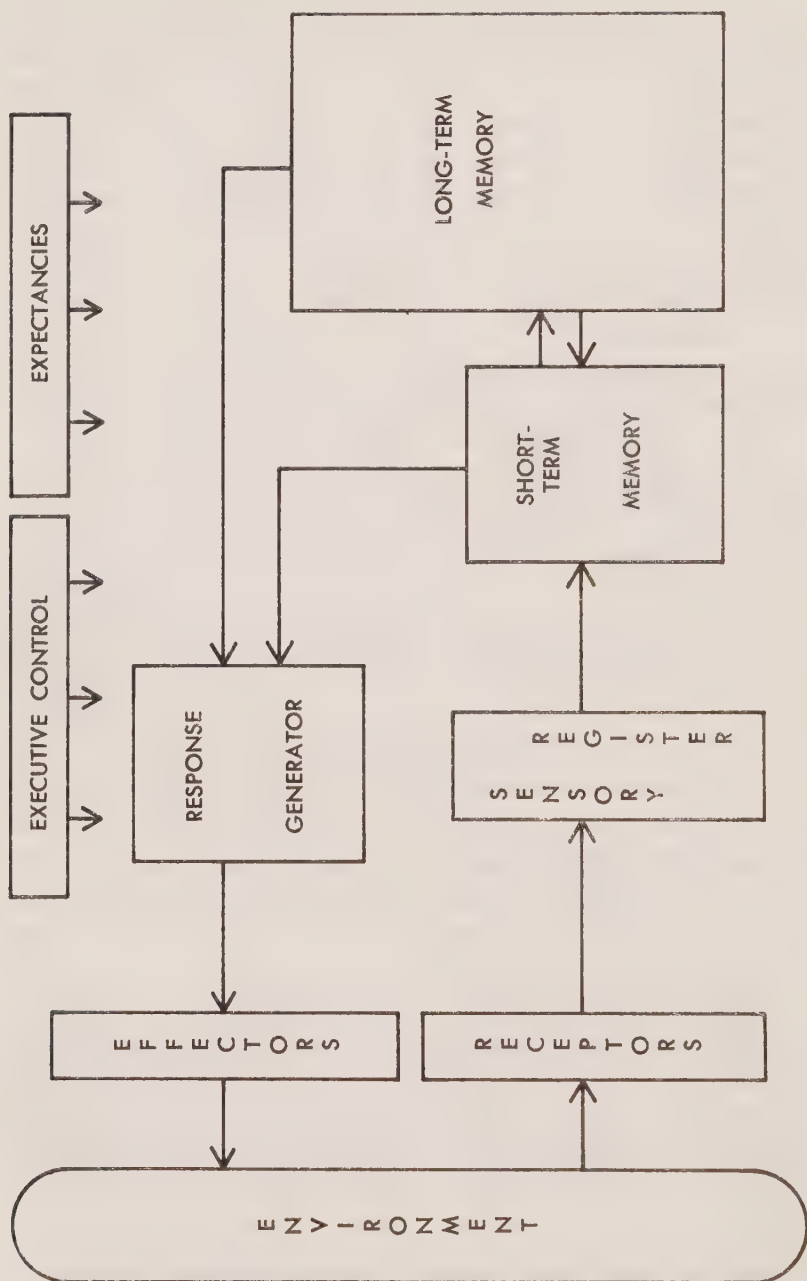 EXECUTIVE CONTROL
EXPECTANCIES
ENVIRONMENT
EFFECTORS
RESPONSE
GENERATOR
LONG-TERM
MEMORY
RECEPTORS
SENSORY
REGISTER
SHORT-
TERM
MEMORY